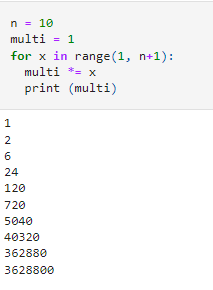 n = 10
multi = 1
for x in range(1, n+1):
  multi *= x
  print (multi)
1
2
6
24
120
720
5040
40320
362880
3628800